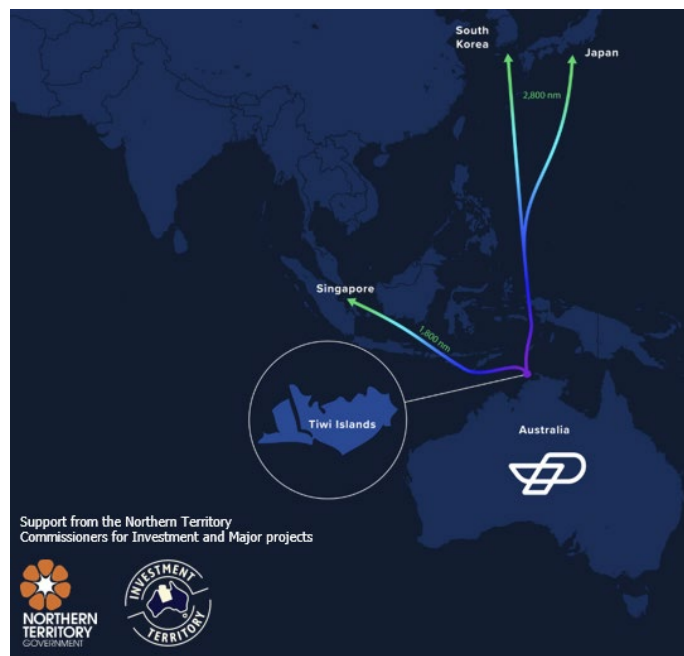 South
Korea
Japan
2,800 nm
Singapore
1,800 nm
Tiwi Islands
Australia
Support from the Northern Territory
Commissioners for Investment and Major projects
NORTHERN
TERRITORY
GOVERNMENT
INVESTMENT
TERRITORY